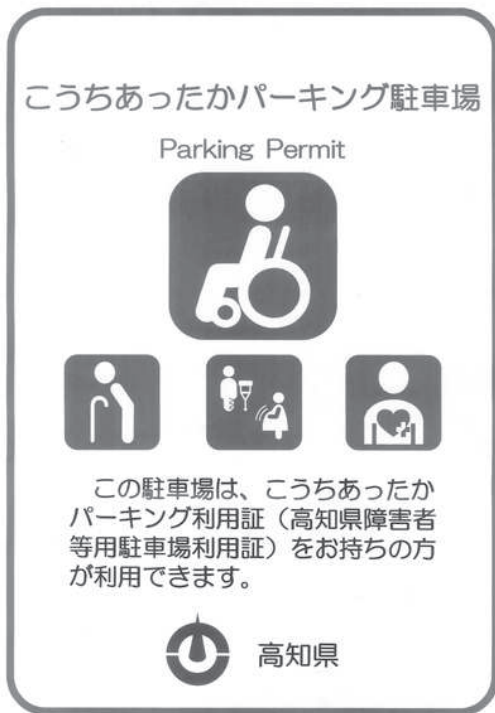 こうちあったかパーキング駐車場
Parking Permit
この駐車場は、こうちあったか
パーキング利用証（高知県障害者
等用駐車場利用証）をお持ちの方
が利用できます。
高知県